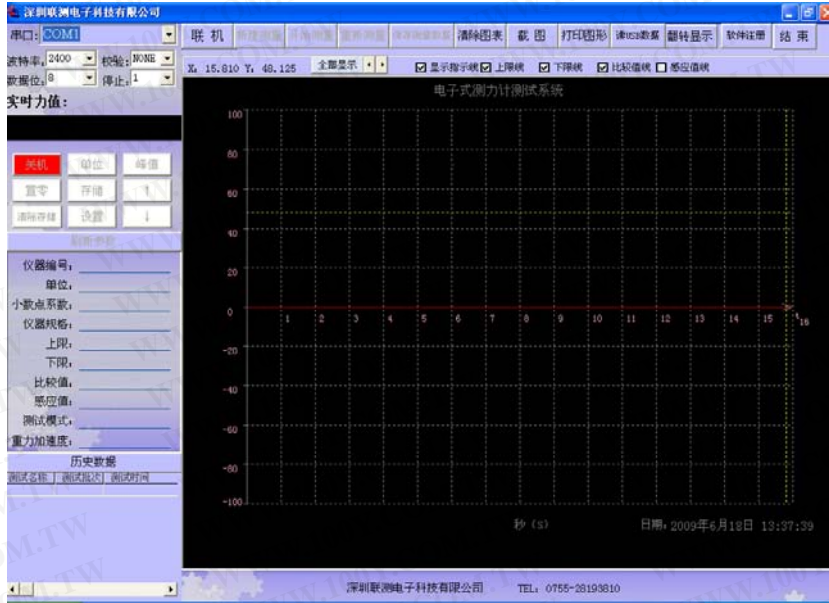 深圳联测电子科技有限公司
串口: COM1
联 机 清除图表 截 图 打印图形 读USB数据 翻转显示 软件注册 结 束
波特率: 2400 校验: NONE
数据位: 8 停止: 1
X: 15.810 Y: 48.125 全部显示 显示指示线 上限线 下限线 比较值线 感应值线
实时力值:
电子式测力计测试系统
关机 单位 峰值
置零 存储 ↑
清除存储 设置 ↓
刷新参数
仪器编号:
单位:
小数点系数:
仪器规格:
上限:
下限:
比较值:
感应值:
测试模式:
重力加速度:
历史数据
测试名称 测试批次 测试时间
100
80
60
40
20
0
-20
-40
-60
-80
-100
1 2 3 4 5 6 7 8 9 10 11 12 13 14 15 16
秒 (s) 日期: 2009年6月18日 13:37:39
深圳联测电子科技有限公司 TEL: 0755-28193810